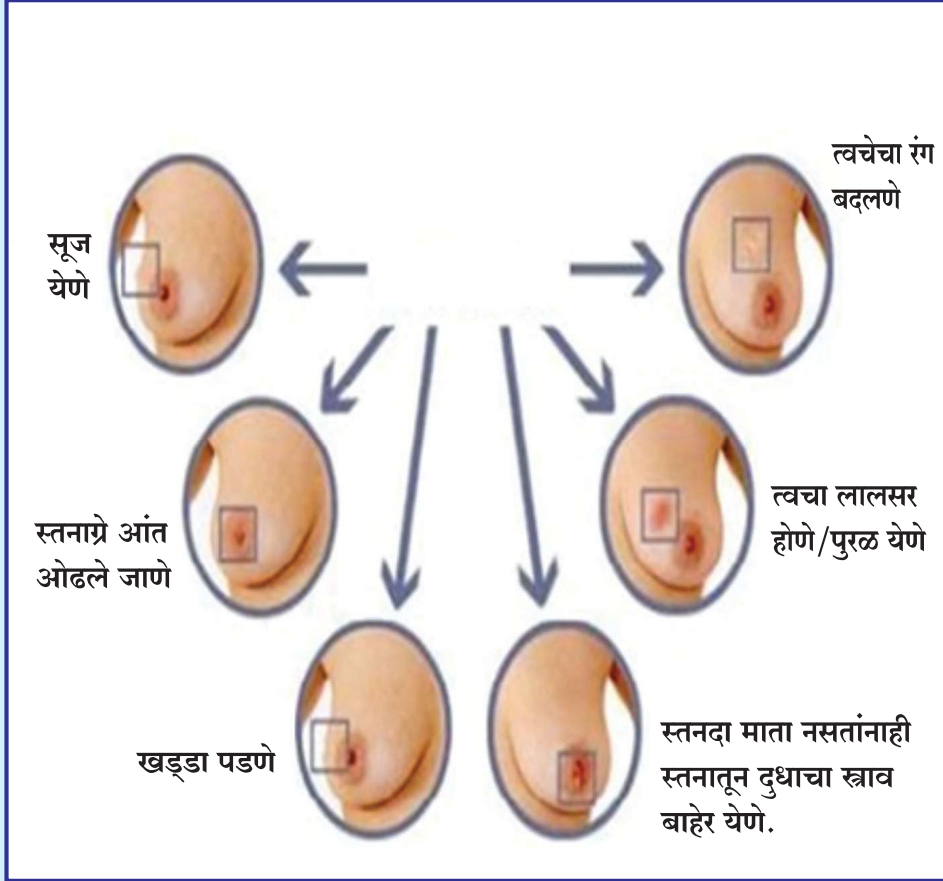 त्वचेचा रंग
बदलणे
सूज
येणे
स्तनाग्रे आंत
ओढले जाणे
त्वचा लालसर
होणे/पुरळ येणे
खड्डा पडणे
स्तनदा माता नसतांनाही
स्तनातून दुधाचा स्त्राव
बाहेर येणे.